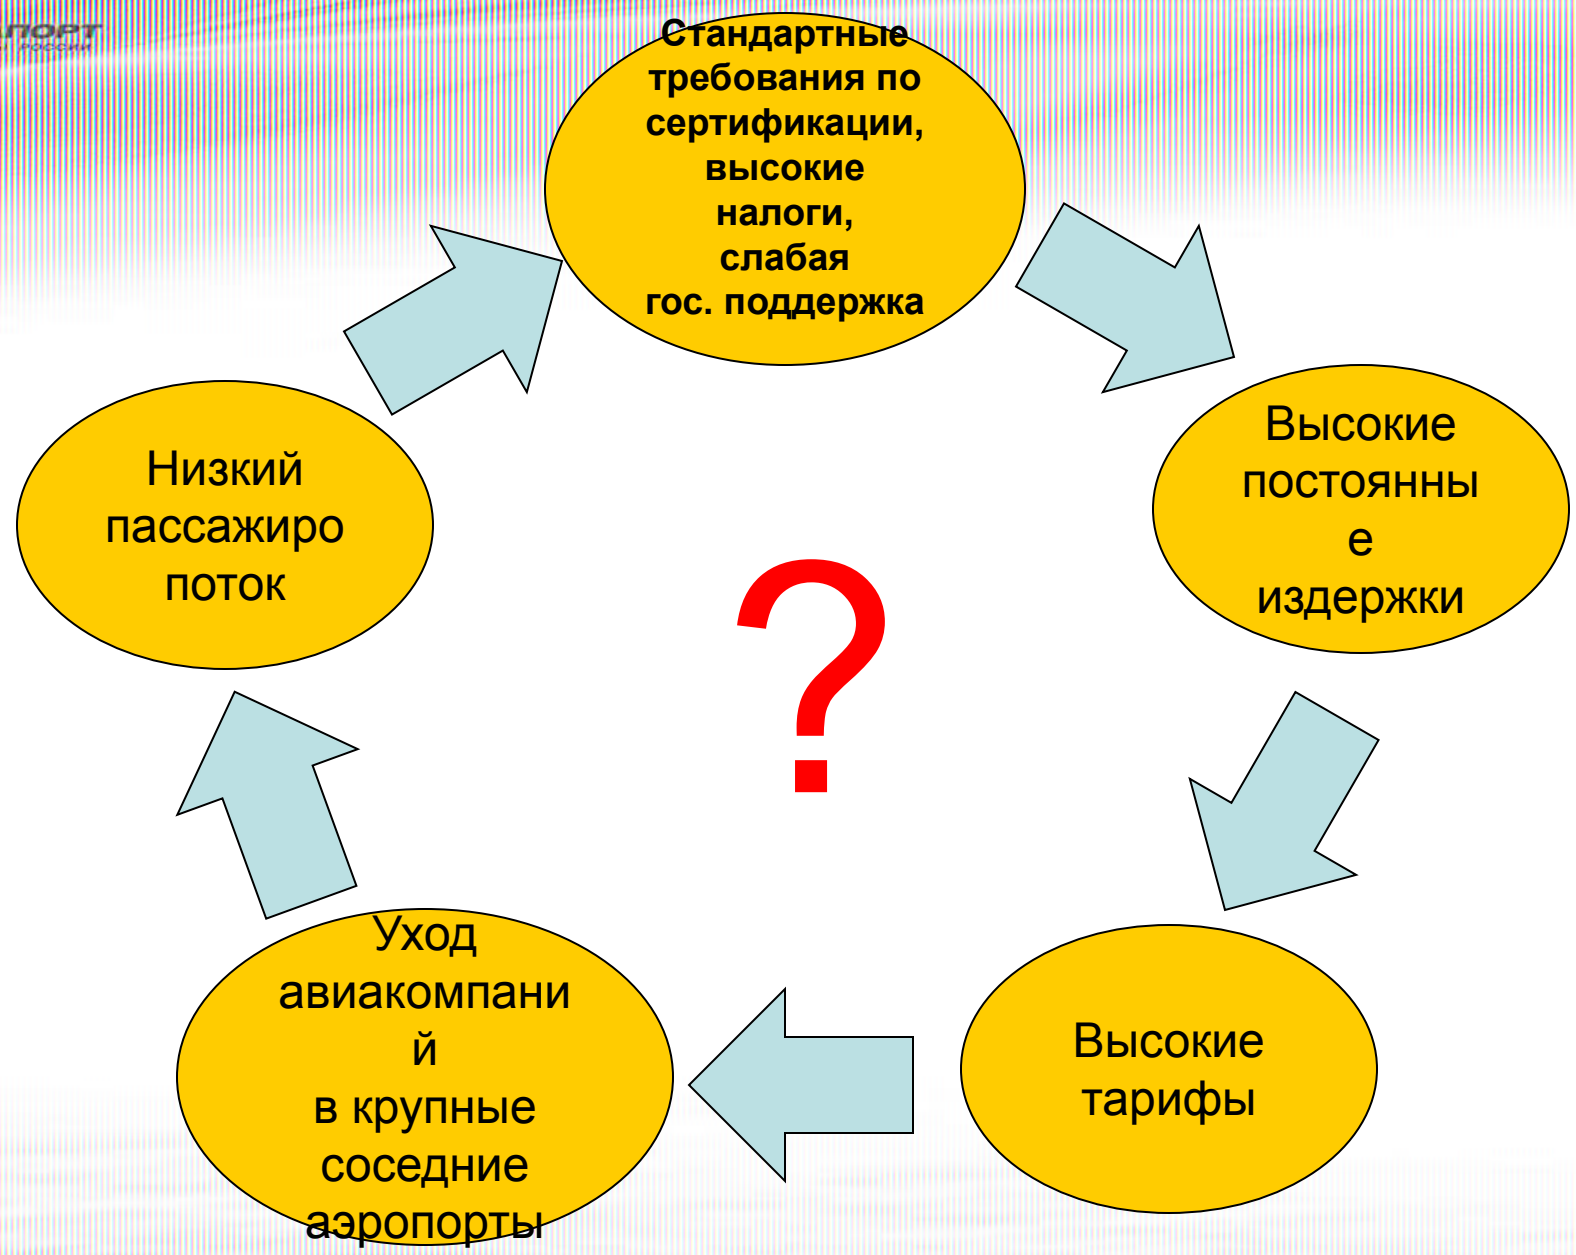 РОССИИ
Стандартные
требования по
сертификации,
высокие
налоги,
слабая
гос. поддержка
Высокие
постоянны
е
издержки
Высокие
тарифы
Уход
авиакомпани
й
в крупные
соседние
аэропорты
Низкий
пассажиро
поток
?